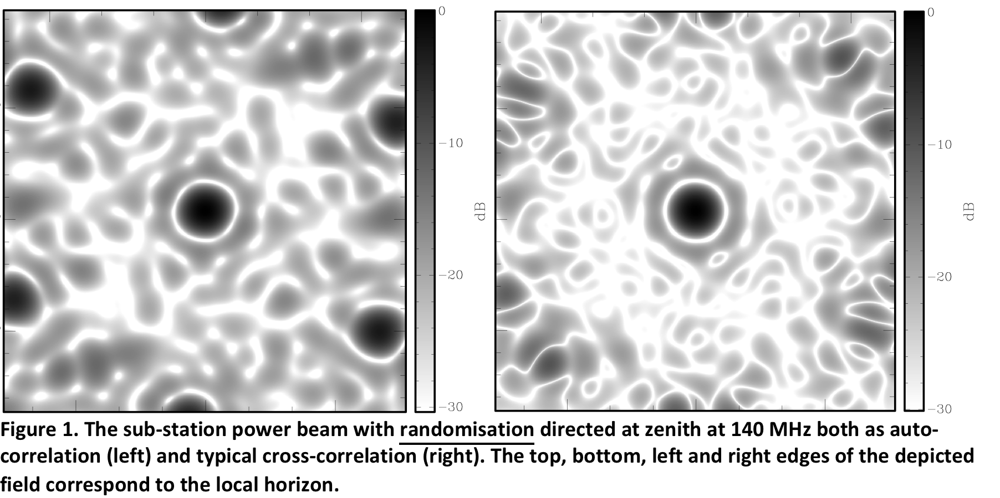 0
−10
−20
−30
dB
0
−10
−20
−30
dB
Figure 1. The sub-station power beam with randomisation directed at zenith at 140 MHz both as auto-
correlation (left) and typical cross-correlation (right). The top, bottom, left and right edges of the depicted
field correspond to the local horizon.